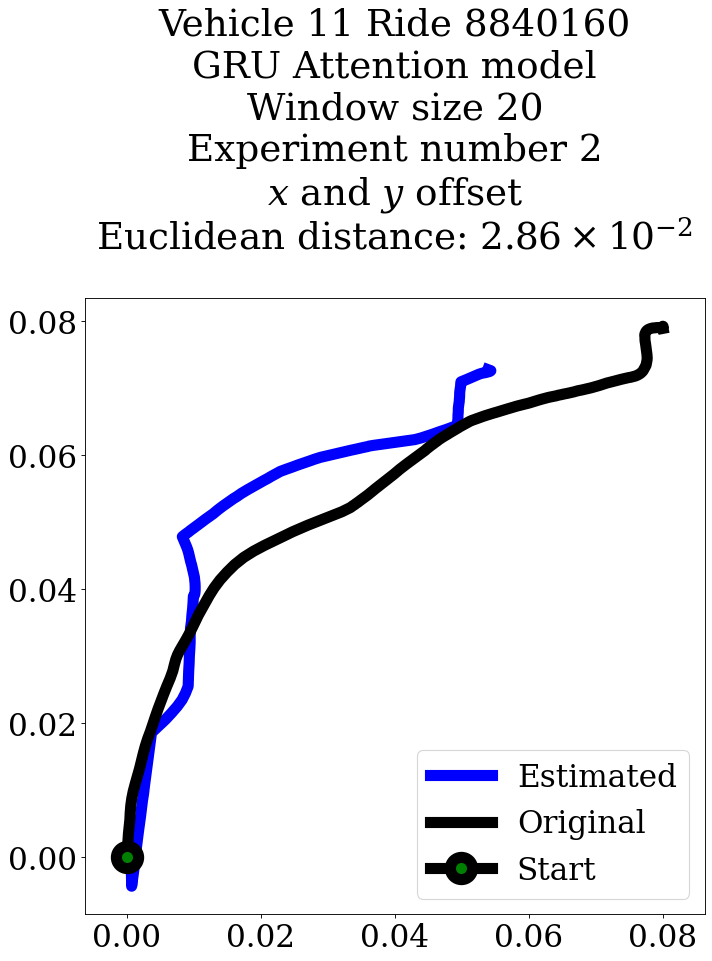 Vehicle 11 Ride 8840160
GRU Attention model
Window size 20
Experiment number 2
x and y offset
Euclidean distance: 2.86 × 10⁻²
0.08
0.06
0.04
0.02
0.00
Estimated
Original
Start
0.00 0.02 0.04 0.06 0.08